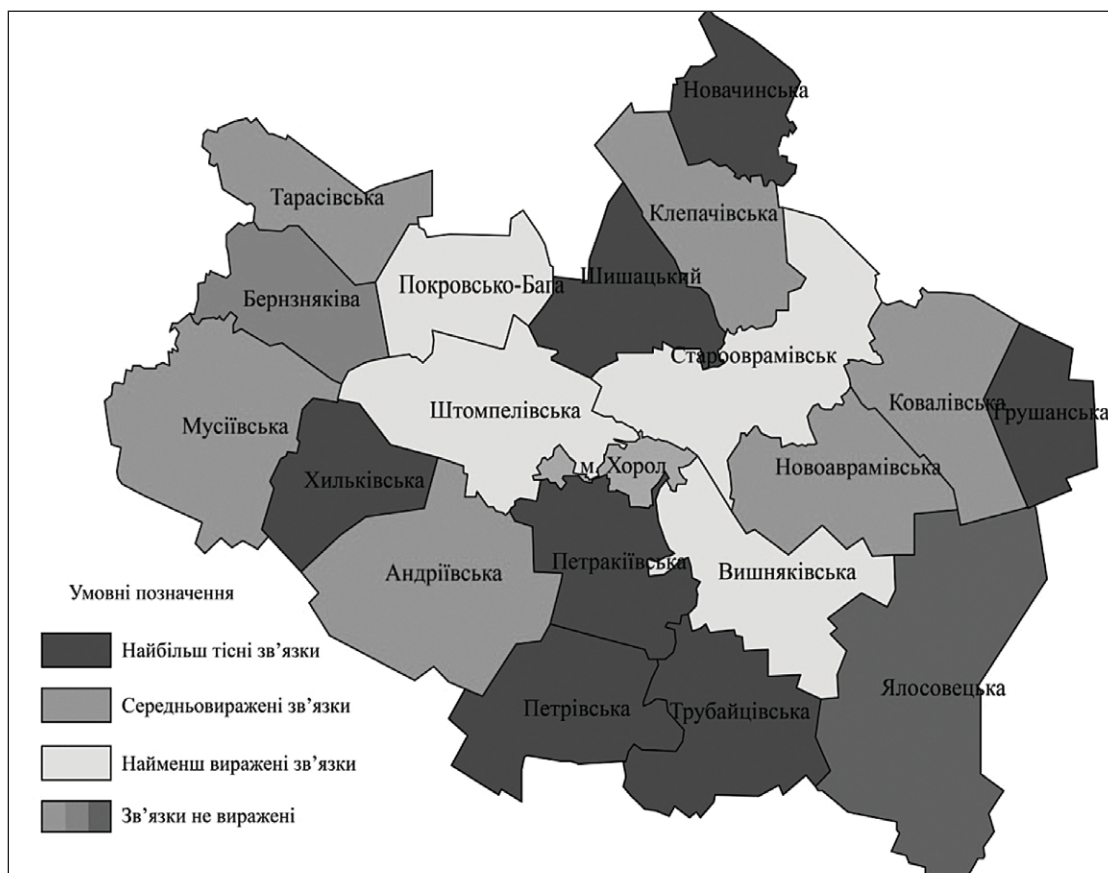 Новачинська
Тарасівська
Клепачівська
Покровсько-Бага
Шишацький
Бернзняківа
Старооврамівськ
Ковалівська
Грушанська
Штомпелівська
Мусіївська
м. Хорол
Новоаврамівська
Хильківська
Петракіївська
Вишняківська
Андріївська
Ялосовецька
Петрівська
Трубайцівська
Умовні позначення
Найбільш тісні зв’язки
Середньовиражені зв’язки
Найменш виражені зв’язки
Зв’язки не виражені